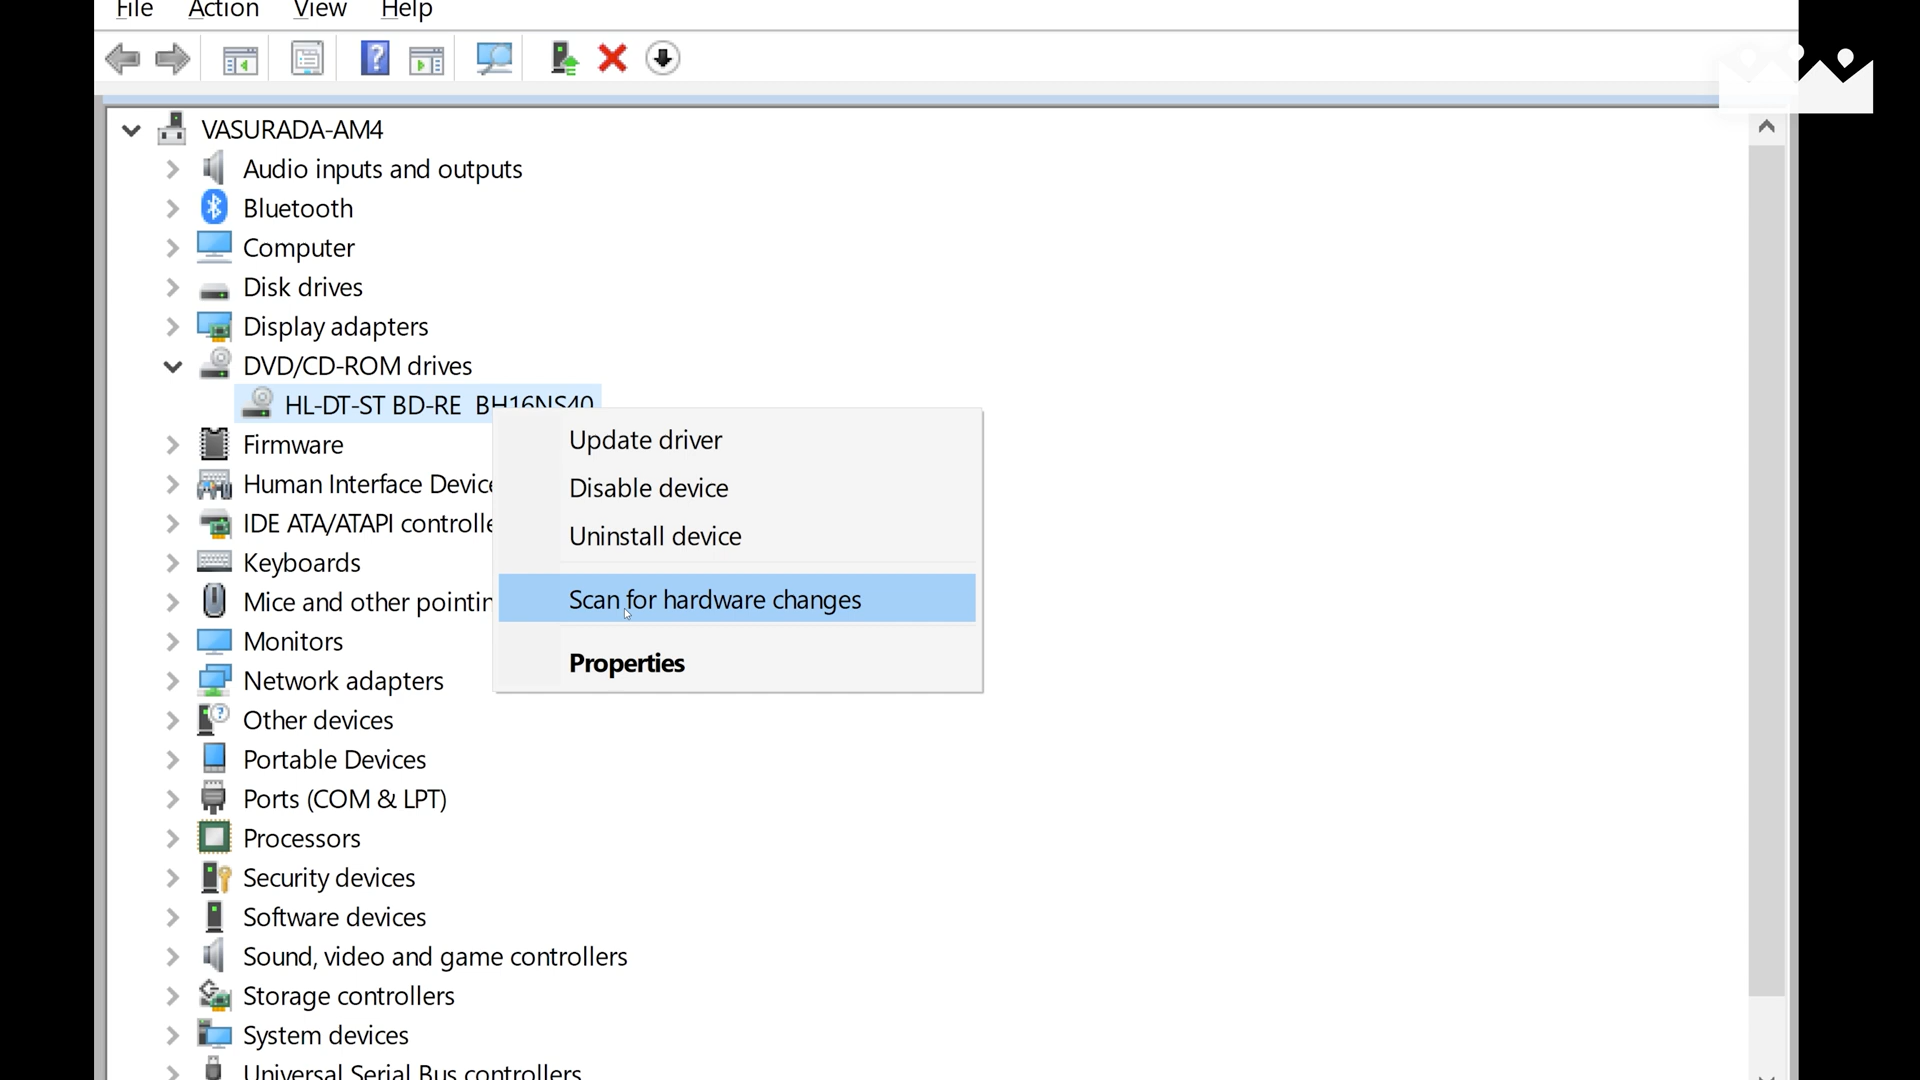 File Action View Help
VASURADA-AM4
Audio inputs and outputs
Bluetooth
Computer
Disk drives
Display adapters
DVD/CD-ROM drives
HL-DT-ST BD-RE BH16NS40
Update driver
Disable device
Uninstall device
Scan for hardware changes
Properties
Firmware
Human Interface Device
IDE ATA/ATAPI controlle
Keyboards
Mice and other pointin
Monitors
Network adapters
Other devices
Portable Devices
Ports (COM & LPT)
Processors
Security devices
Software devices
Sound, video and game controllers
Storage controllers
System devices
Universal Serial Bus controllers